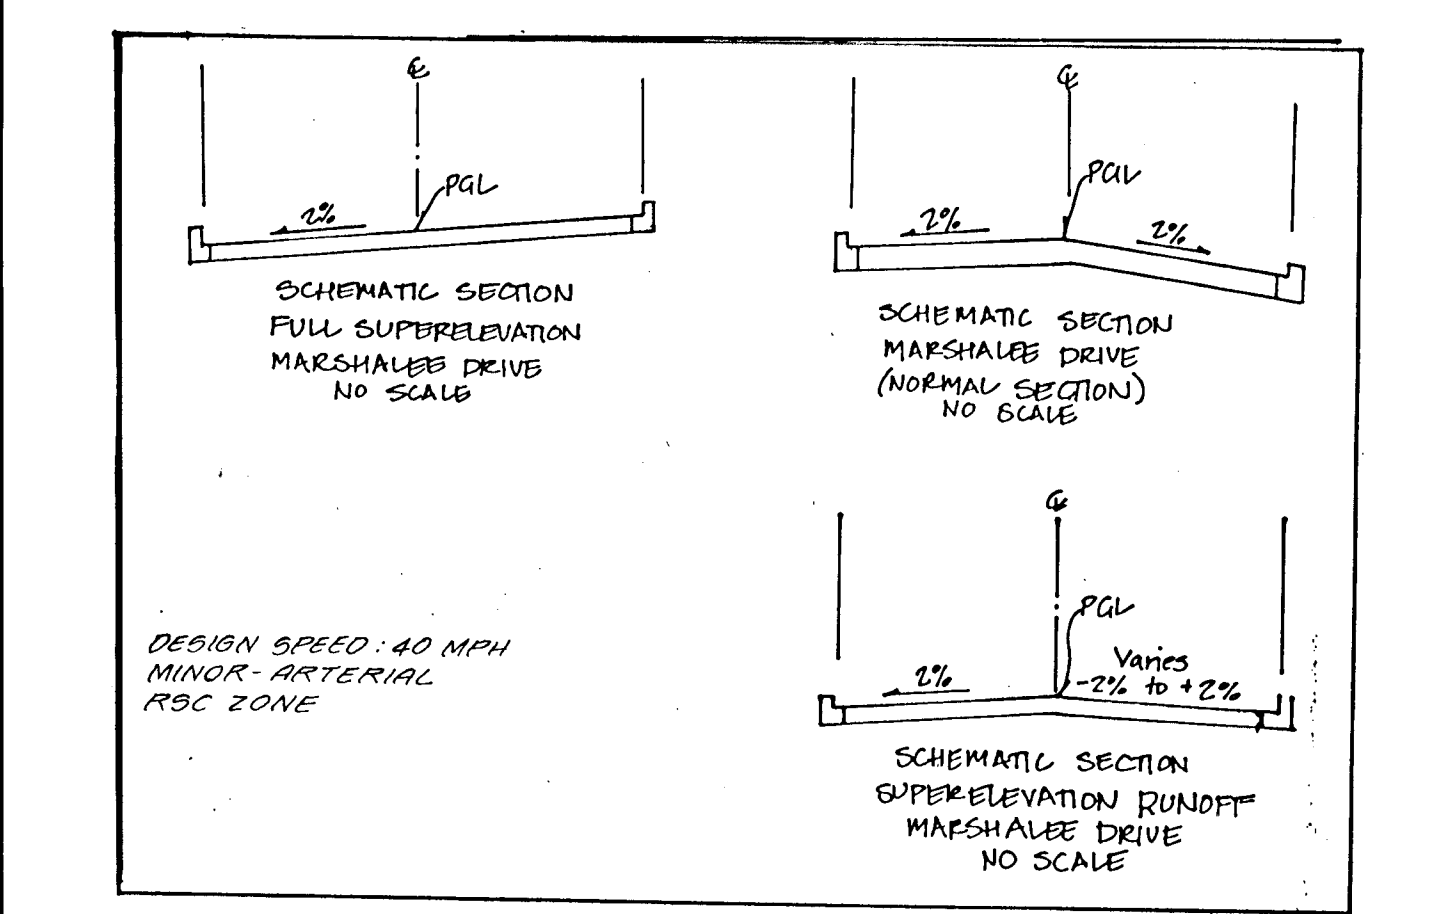 ℄
PGL
2%
SCHEMATIC SECTION
FULL SUPERELEVATION
MARSHALEE DRIVE
NO SCALE
℄
PGL
2%
2%
SCHEMATIC SECTION
MARSHALEE DRIVE
(NORMAL SECTION)
NO SCALE
DESIGN SPEED: 40 MPH
MINOR-ARTERIAL
RSC ZONE
℄
PGL
2%
Varies
-2% to +2%
SCHEMATIC SECTION
SUPERELEVATION RUNOFF
MARSHALEE DRIVE
NO SCALE